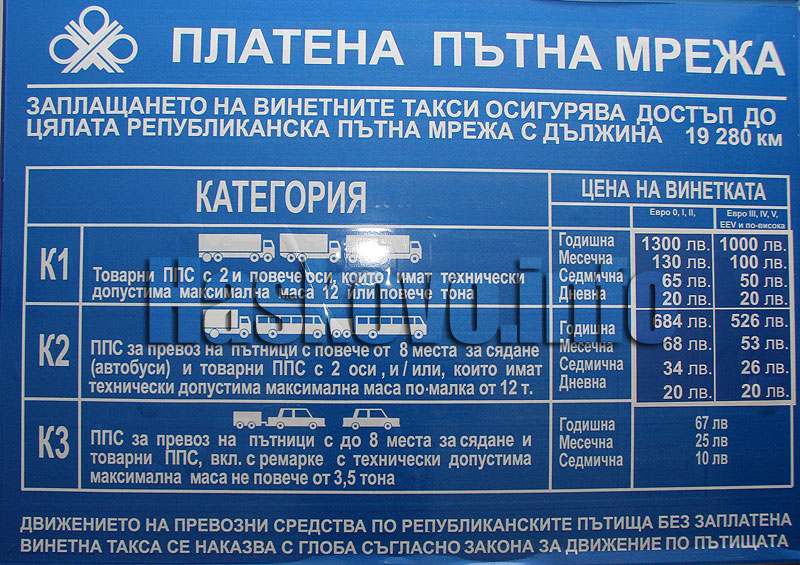 ПЛАТЕНА ПЪТНА МРЕЖА
ЗАПЛАЩАНЕТО НА ВИНЕТНИТЕ ТАКСИ ОСИГУРЯВА ДОСТЪП ДО
ЦЯЛАТА РЕПУБЛИКАНСКА ПЪТНА МРЕЖА С ДЪЛЖИНА 19 280 км
КАТЕГОРИЯ
ЦЕНА НА ВИНЕТКАТА
Евро 0, I, II,
Евро III, IV, V,
EEV и по-висока
К1
Товарни ППС с 2 и повече оси, които имат технически
допустима максимална маса 12 или повече тона
Годишна 1300 лв. 1000 лв.
Месечна 130 лв. 100 лв.
Седмична 65 лв. 50 лв.
Дневна 20 лв. 20 лв.
К2
ППС за превоз на пътници с повече от 8 места за сядане
(автобуси) и товарни ППС с 2 оси , и / или, които имат
технически допустима максимална маса по-малка от 12 т.
Годишна 684 лв. 526 лв.
Месечна 68 лв. 53 лв.
Седмична 34 лв. 26 лв.
Дневна 20 лв. 20 лв.
К3
ППС за превоз на пътници с до 8 места за сядане и
товарни ППС, вкл. с ремарке с технически допустима
максимална маса не повече от 3,5 тона
Годишна 67 лв
Месечна 25 лв
Седмична 10 лв
ДВИЖЕНИЕТО НА ПРЕВОЗНИ СРЕДСТВА ПО РЕПУБЛИКАНСКИТЕ ПЪТИЩА БЕЗ ЗАПЛАТЕНА
ВИНЕТНА ТАКСА СЕ НАКАЗВА С ГЛОБА СЪГЛАСНО ЗАКОНА ЗА ДВИЖЕНИЕ ПО ПЪТИЩАТА
Haskovo.info